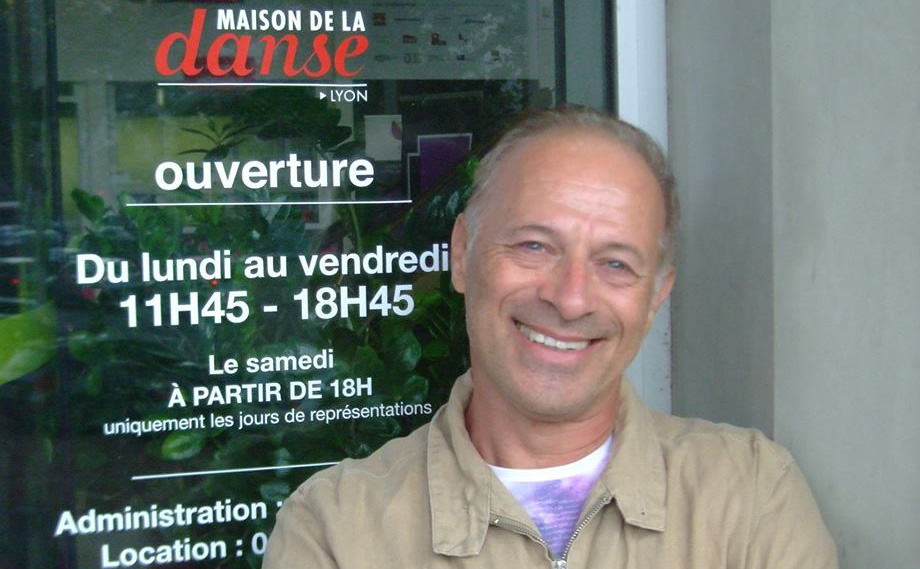 MAISON DE LA
danse
LYON
ouverture
Du lundi au vendredi
11H45 - 18H45
Le samedi
À PARTIR DE 18H
uniquement les jours de représentations
Administration :
Location : 0